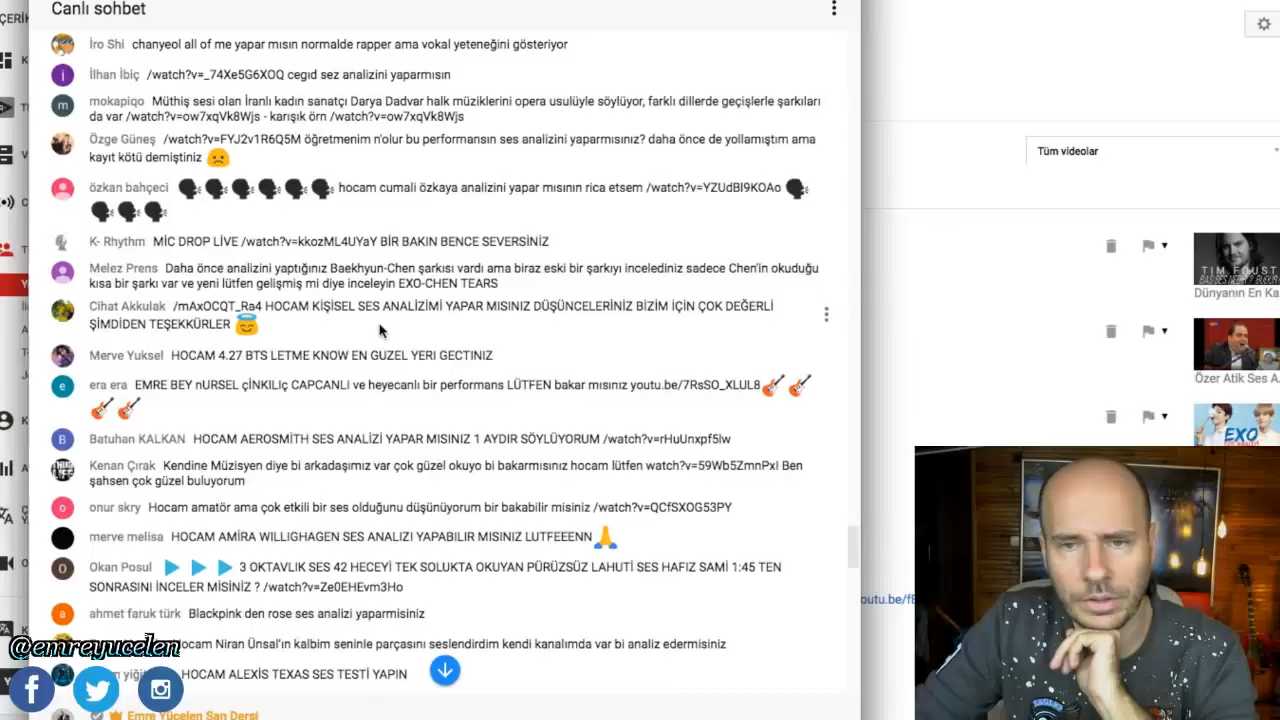 Canlı sohbet
İro Shi chanyeol all of me yapar mısın normalde rapper ama vokal yeteneğini gösteriyor
İlhan İbiç /watch?v=_74Xe5G6XOQ cegıd sez analizini yaparmısın
mokapiqo Müthiş sesi olan İranlı kadın sanatçı Darya Dadvar halk müziklerini opera usulüyle söylüyor, farklı dillerde geçişlerle şarkıları
da var /watch?v=ow7xqVk8Wjs - karışık örn /watch?v=ow7xqVk8Wjs
Özge Güneş /watch?v=FYJ2v1R6Q5M öğretmenim n'olur bu performansın ses analizini yaparmısınız? daha önce de yollamıştım ama
kayıt kötü demiştiniz
özkan bahçeci hocam cumali özkaya analizini yapar mısının rica etsem /watch?v=YZUdBl9KOAo
K- Rhythm MİC DROP LİVE /watch?v=kkozML4UYaY BİR BAKIN BENCE SEVERSİNİZ
Melez Prens Daha önce analizini yaptığınız Baekhyun-Chen şarkısı vardı ama biraz eski bir şarkıyı incelediniz sadece Chen'in okuduğu
kısa bir şarkı var ve yeni lütfen gelişmiş mi diye inceleyin EXO-CHEN TEARS
Cihat Akkulak /mAxOCQT_Ra4 HOCAM KİŞİSEL SES ANALİZİMİ YAPAR MISINIZ DÜŞÜNCELERİNİZ BİZİM İÇİN ÇOK DEĞERLİ
ŞİMDİDEN TEŞEKKÜRLER
Merve Yuksel HOCAM 4.27 BTS LETME KNOW EN GUZEL YERI GECTINIZ
era era EMRE BEY nURSEL çİNKILIç CAPCANLI ve heyecanlı bir performans LÜTFEN bakar mısınız youtu.be/7RsSO_XLUL8
Batuhan KALKAN HOCAM AEROSMİTH SES ANALİZİ YAPAR MISINIZ 1 AYDIR SÖYLÜYORUM /watch?v=rHuUnxpf5lw
Kenan Çırak Kendine Müzisyen diye bi arkadaşımız var çok güzel okuyo bi bakarmısınız hocam lütfen watch?v=59Wb5ZmnPxI Ben
şahsen çok güzel buluyorum
onur skry Hocam amatör ama çok etkili bir ses olduğunu düşünüyorum bir bakabilir misiniz /watch?v=QCfSXOG53PY
merve melisa HOCAM AMİRA WILLIGHAGEN SES ANALIZI YAPABILIR MISINIZ LUTFEEENN
Okan Posul 3 OKTAVLIK SES 42 HECEYİ TEK SOLUKTA OKUYAN PÜRÜZSÜZ LAHUTİ SES HAFIZ SAMİ 1:45 TEN
SONRASINI İNCELER MİSİNİZ ? /watch?v=Ze0EHEvm3Ho
ahmet faruk türk Blackpink den rose ses analizi yaparmisiniz
Hocam Niran Ünsal'ın kalbim seninle parçasını seslendirdim kendi kanalımda var bi analiz edermisiniz
yiğit HOCAM ALEXİS TEXAS SES TESTİ YAPIN
Emre Yücelen Şan Dersi
Tüm videolar
TIM FOUST
Dünyanın En Ka
Özer Atik Ses A
EXO
outu.be/f
@emreyucelen